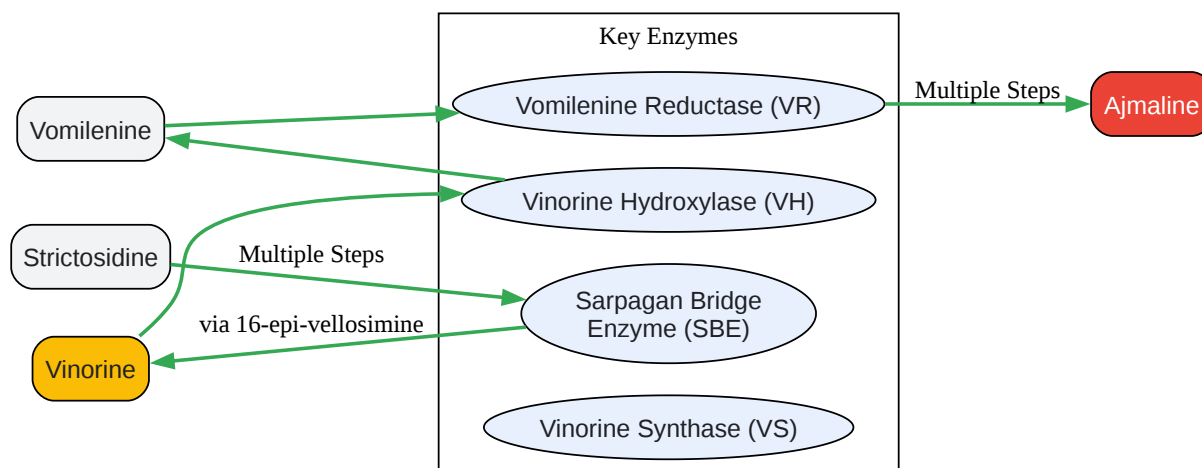 Key Enzymes
Vomilenine Reductase (VR)
Multiple Steps
Ajmaline
Vomilenine
Vinorine Hydroxylase (VH)
Strictosidine
Multiple Steps
Sarpagan Bridge
Enzyme (SBE)
via 16-epi-vellosimine
Vinorine
Vinorine Synthase (VS)